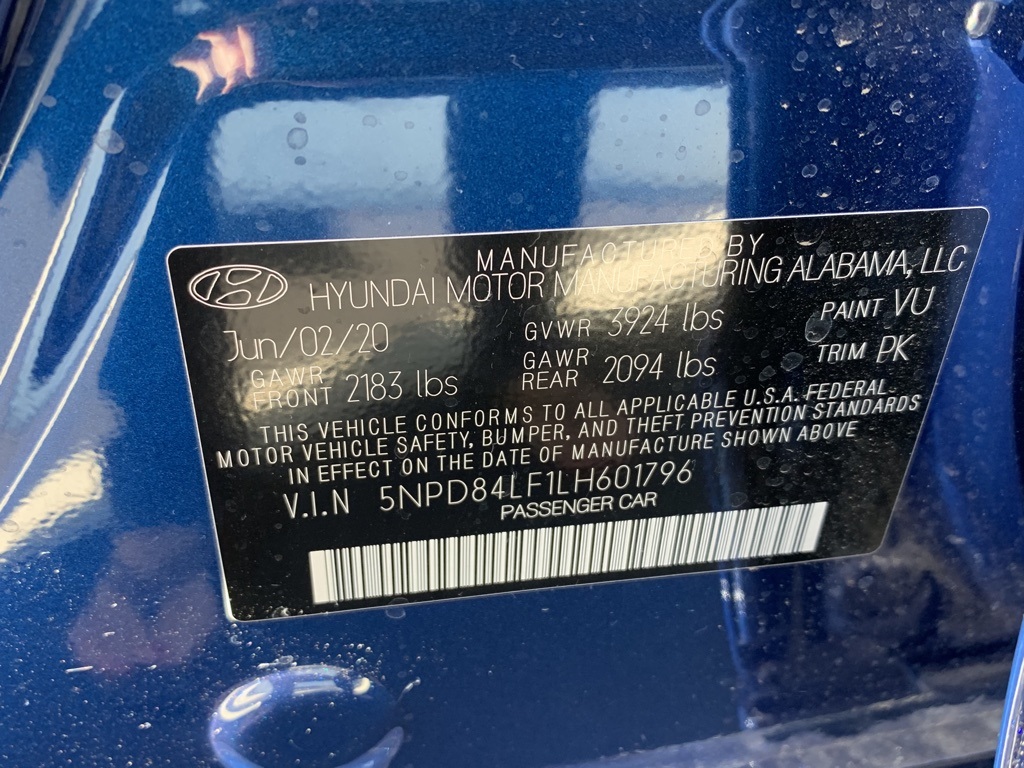 MANUFACTURED BY
HYUNDAI MOTOR MANUFACTURING ALABAMA, LLC
Jun/02/20 GVWR 3924 lbs PAINT VU
GAWR FRONT 2183 lbs GAWR REAR 2094 lbs TRIM PK
THIS VEHICLE CONFORMS TO ALL APPLICABLE U.S.A. FEDERAL
MOTOR VEHICLE SAFETY, BUMPER, AND THEFT PREVENTION STANDARDS
IN EFFECT ON THE DATE OF MANUFACTURE SHOWN ABOVE
V.I.N 5NPD84LF1LH601796
PASSENGER CAR